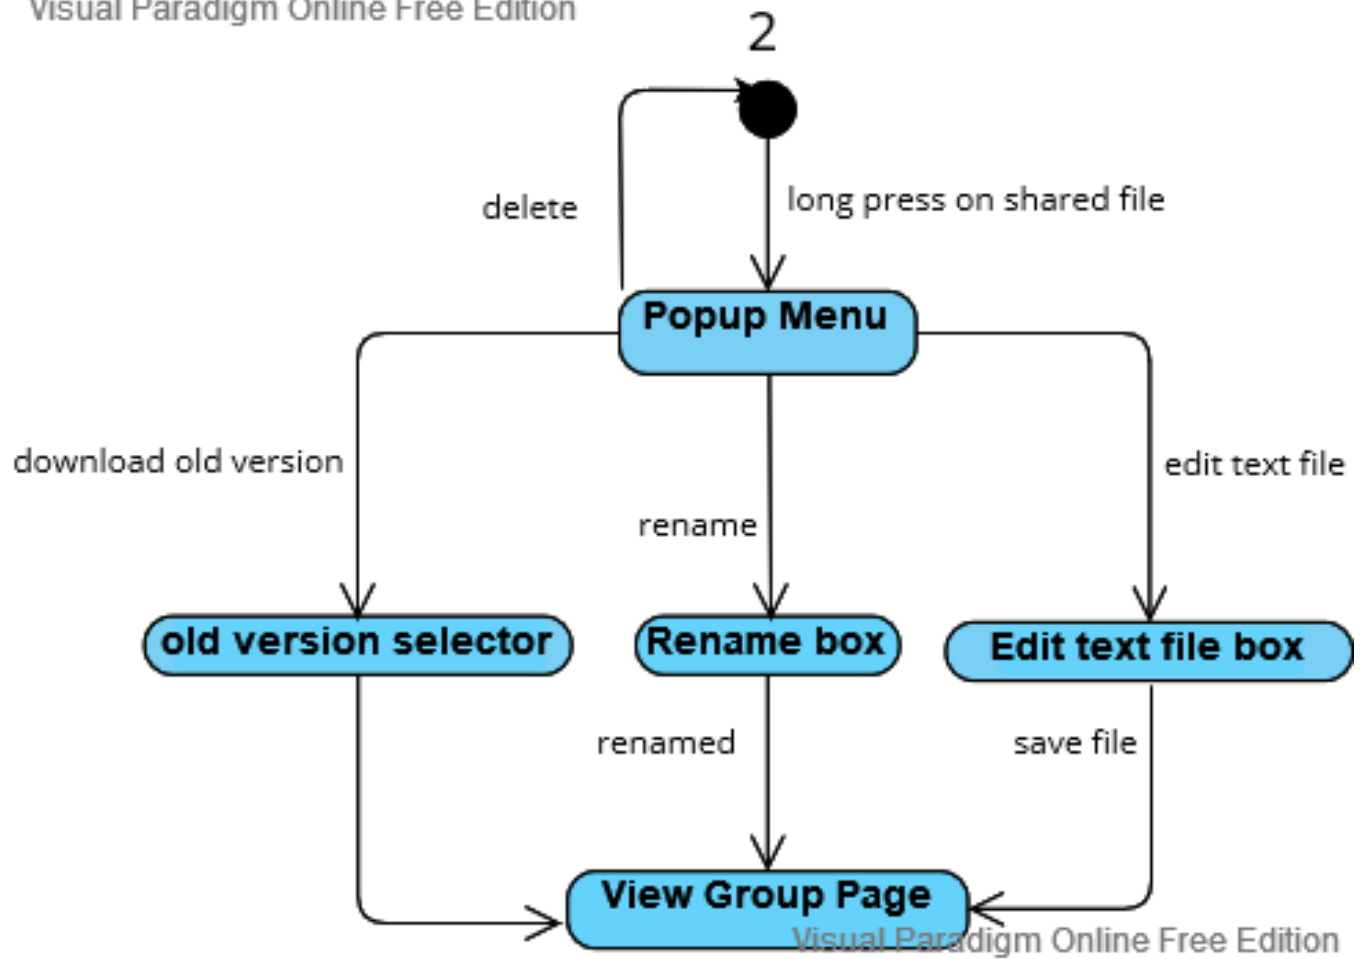 Visual Paradigm Online Free Edition
2
delete
long press on shared file
Popup Menu
download old version
edit text file
rename
old version selector
Rename box
Edit text file box
renamed
save file
View Group Page
Visual Paradigm Online Free Edition